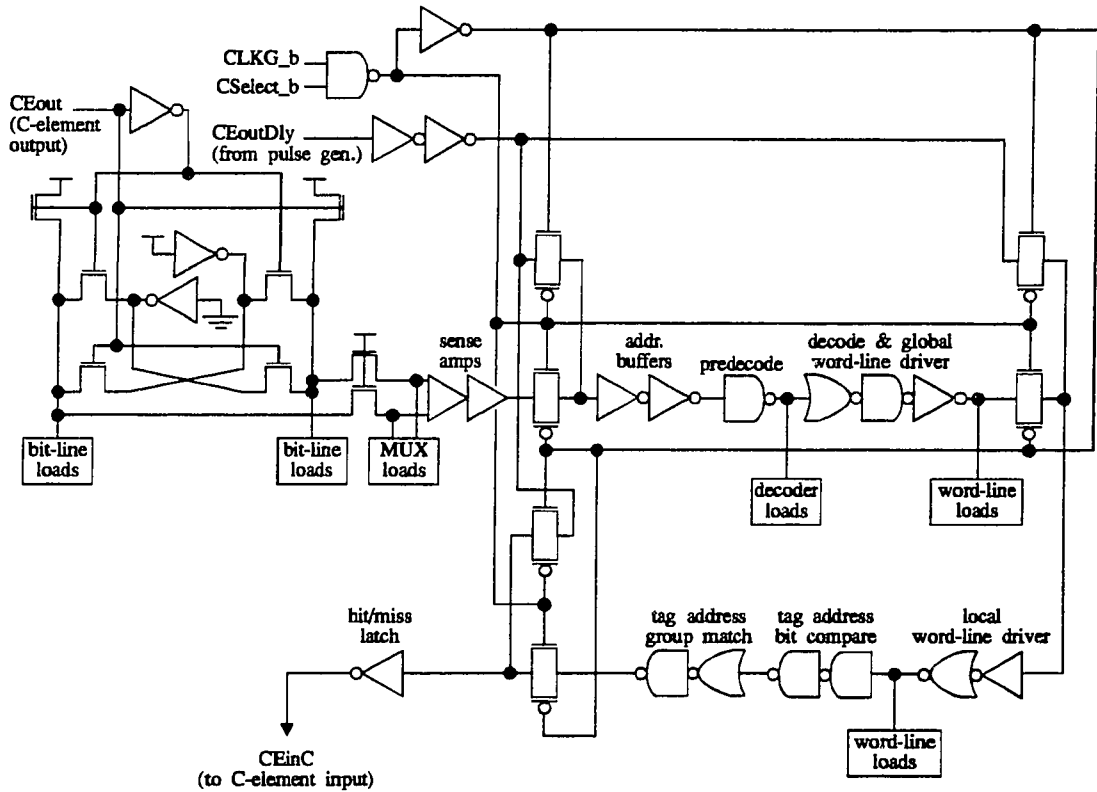 CLKG_b
CSelect_b
CEout
(C-element
output)
CEoutDly
(from pulse gen.)
sense
amps
addr.
buffers
predecode
decode & global
word-line driver
bit-line
loads
bit-line
loads
MUX
loads
decoder
loads
word-line
loads
hit/miss
latch
tag address
group match
tag address
bit compare
local
word-line driver
word-line
loads
CEinC
(to C-element input)